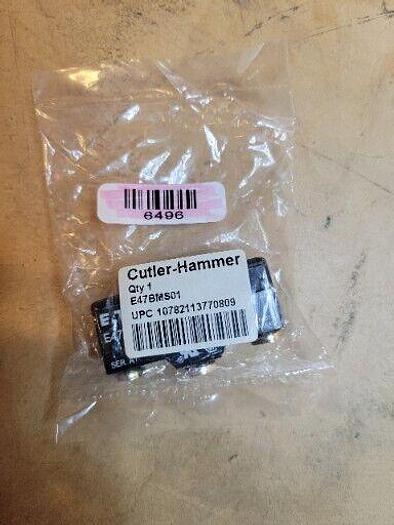 6496
Cutler-Hammer
Qty 1
E47BMS01
UPC 10782113770809